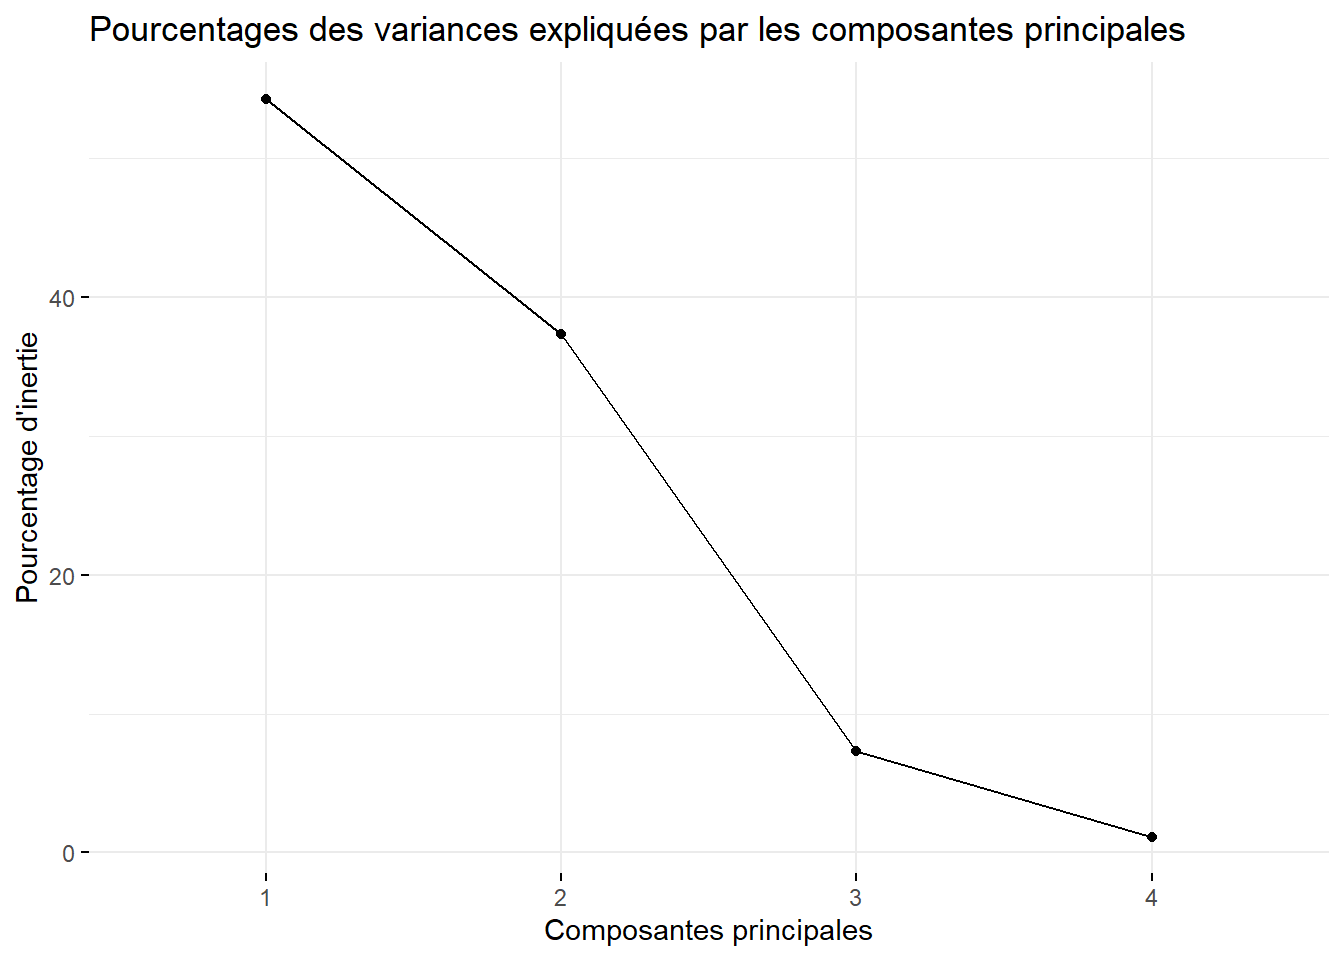 Pourcentages des variances expliquées par les composantes principales
Pourcentage d'inertie
40
20
0
1 2 3 4
Composantes principales